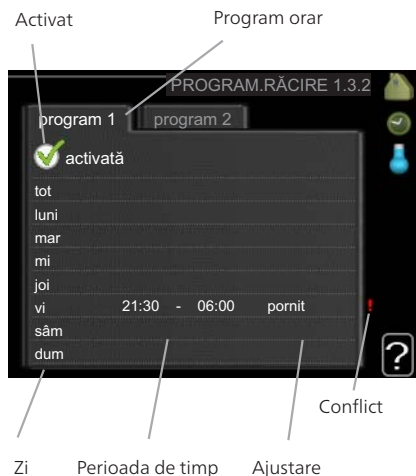 Activat
Program orar
PROGRAM.RĂCIRE 1.3.2
program 1
program 2
activată
tot
luni
mar
mi
joi
vi 21:30 - 06:00 pornit !
sâm
dum
?
Conflict
Zi
Perioada de timp
Ajustare